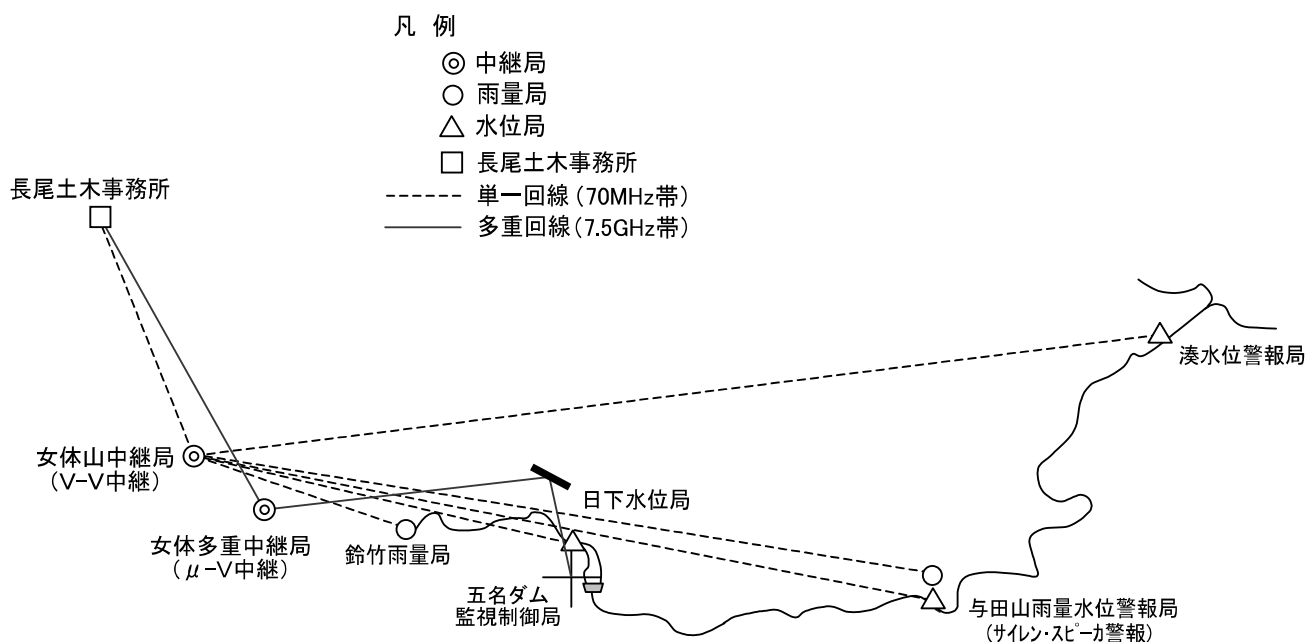 凡 例
中継局
雨量局
水位局
長尾土木事務所
単一回線(70MHz帯)
多重回線(7.5GHz帯)
長尾土木事務所
湊水位警報局
女体山中継局
(V-V中継)
日下水位局
女体多重中継局
(μ-V中継)
鈴竹雨量局
五名ダム
監視制御局
与田山雨量水位警報局
(サイレン・スピーカ警報)